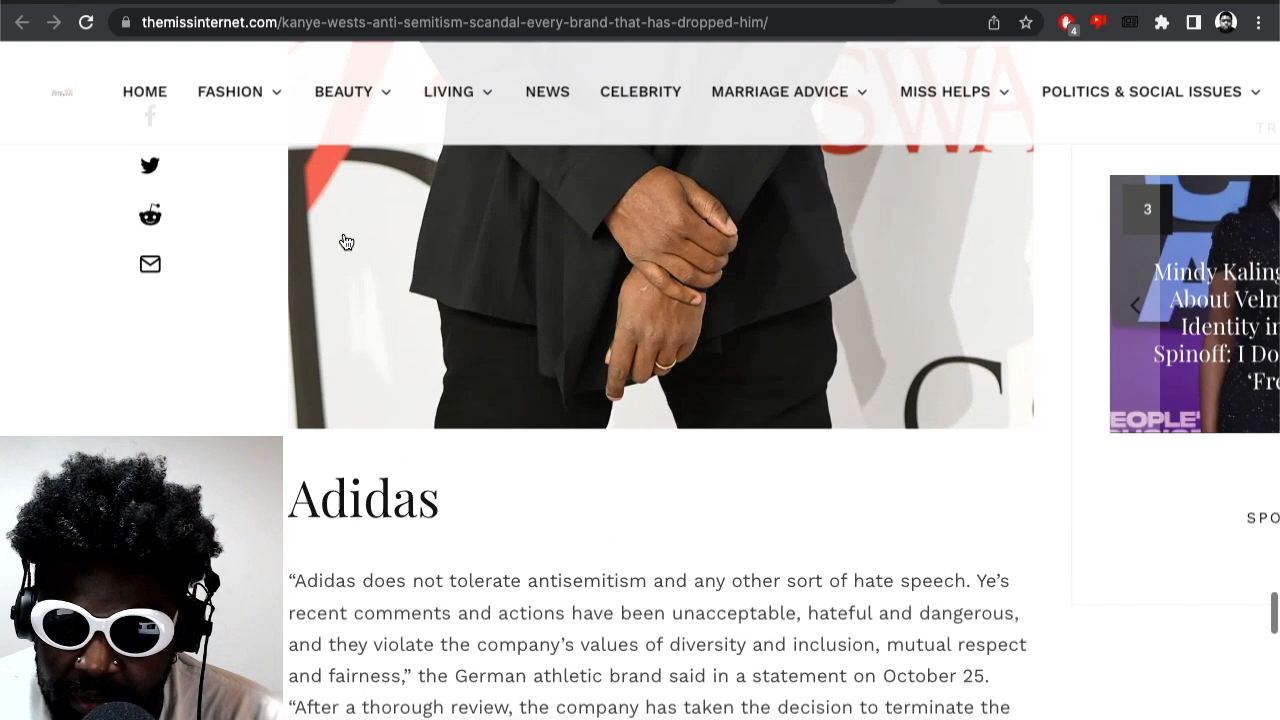 themissinternet.com/kanye-wests-anti-semitism-scandal-every-brand-that-has-dropped-him/
4
HOME FASHION BEAUTY LIVING NEWS CELEBRITY MARRIAGE ADVICE MISS HELPS POLITICS & SOCIAL ISSUES
SWA
TR
3
Mindy Kaling
About Velm
Identity in
Spinoff: I Do
‘Fre
PEOPLE'
Adidas
SPO
“Adidas does not tolerate antisemitism and any other sort of hate speech. Ye’s
recent comments and actions have been unacceptable, hateful and dangerous,
and they violate the company’s values of diversity and inclusion, mutual respect
and fairness,” the German athletic brand said in a statement on October 25.
“After a thorough review, the company has taken the decision to terminate the